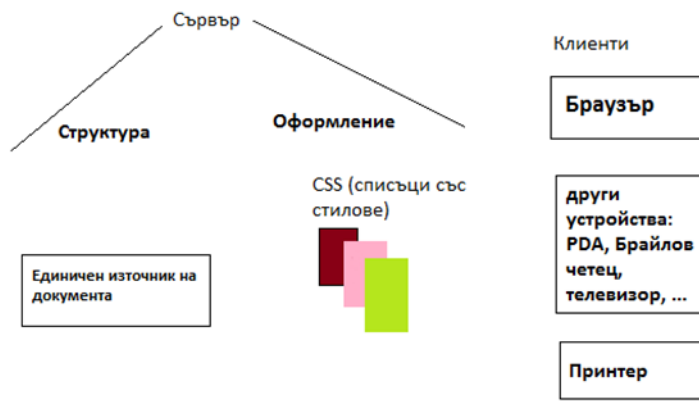 Сървър
Структура
Оформление
CSS (списъци със
стилове)
Единичен източник на
документа
Клиенти
Браузър
други
устройства:
PDA, Брайлов
четец,
телевизор, ...
Принтер